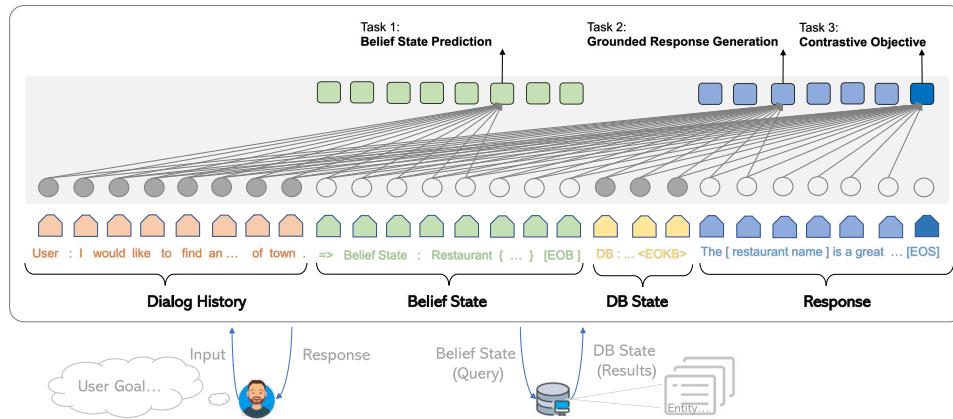 Task 1:
Belief State Prediction
Task 2:
Grounded Response Generation
Task 3:
Contrastive Objective
User : I would like to find an ... of town .
=> Belief State : Restaurant { ... } [EOB ]
DB : ... <EOKB>
The [ restaurant name ] is a great ... [EOS]
Dialog History
Belief State
DB State
Response
Input
Response
Belief State
(Query)
DB State
(Results)
User Goal...
Entity...